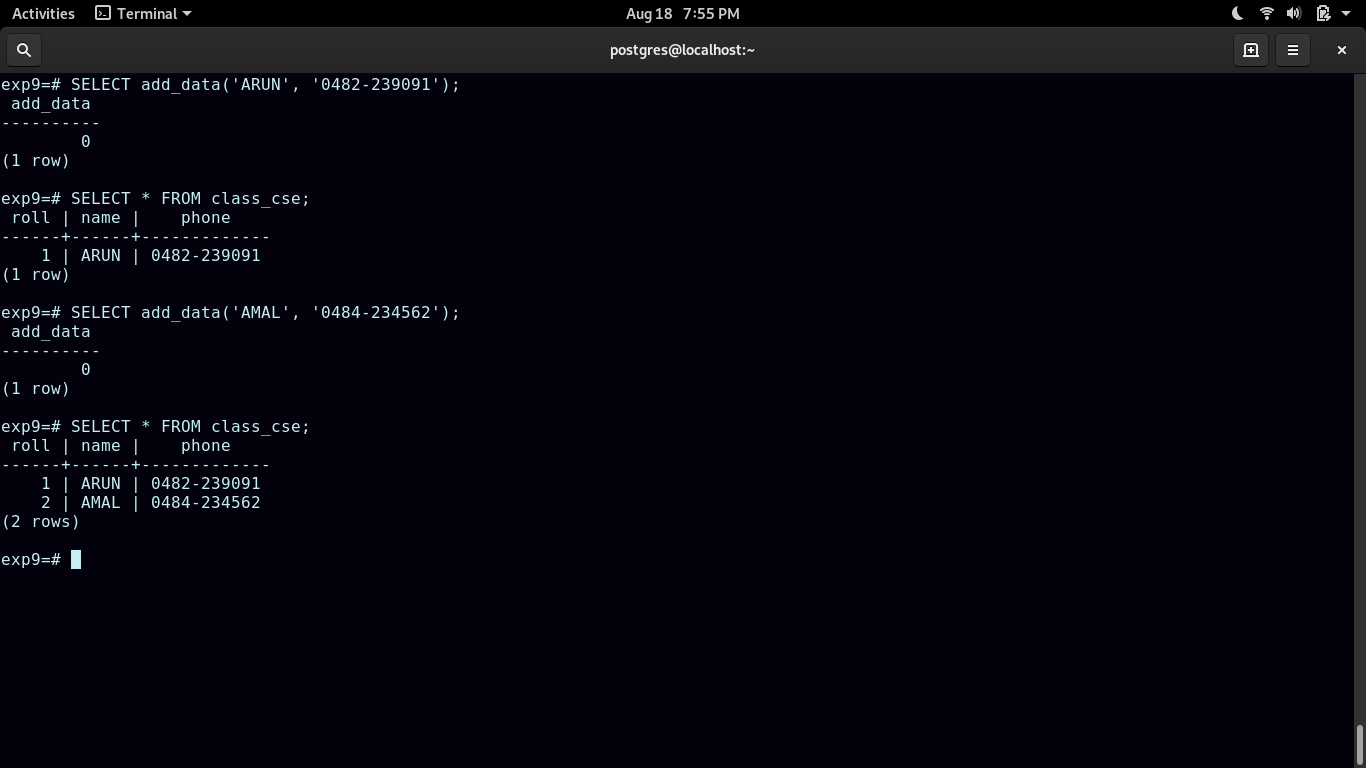 Activities Terminal Aug 18 7:55 PM
postgres@localhost:~
exp9=# SELECT add_data('ARUN', '0482-239091');
 add_data
----------
        0
(1 row)

exp9=# SELECT * FROM class_cse;
 roll | name |    phone
------+------+-------------
    1 | ARUN | 0482-239091
(1 row)

exp9=# SELECT add_data('AMAL', '0484-234562');
 add_data
----------
        0
(1 row)

exp9=# SELECT * FROM class_cse;
 roll | name |    phone
------+------+-------------
    1 | ARUN | 0482-239091
    2 | AMAL | 0484-234562
(2 rows)

exp9=#